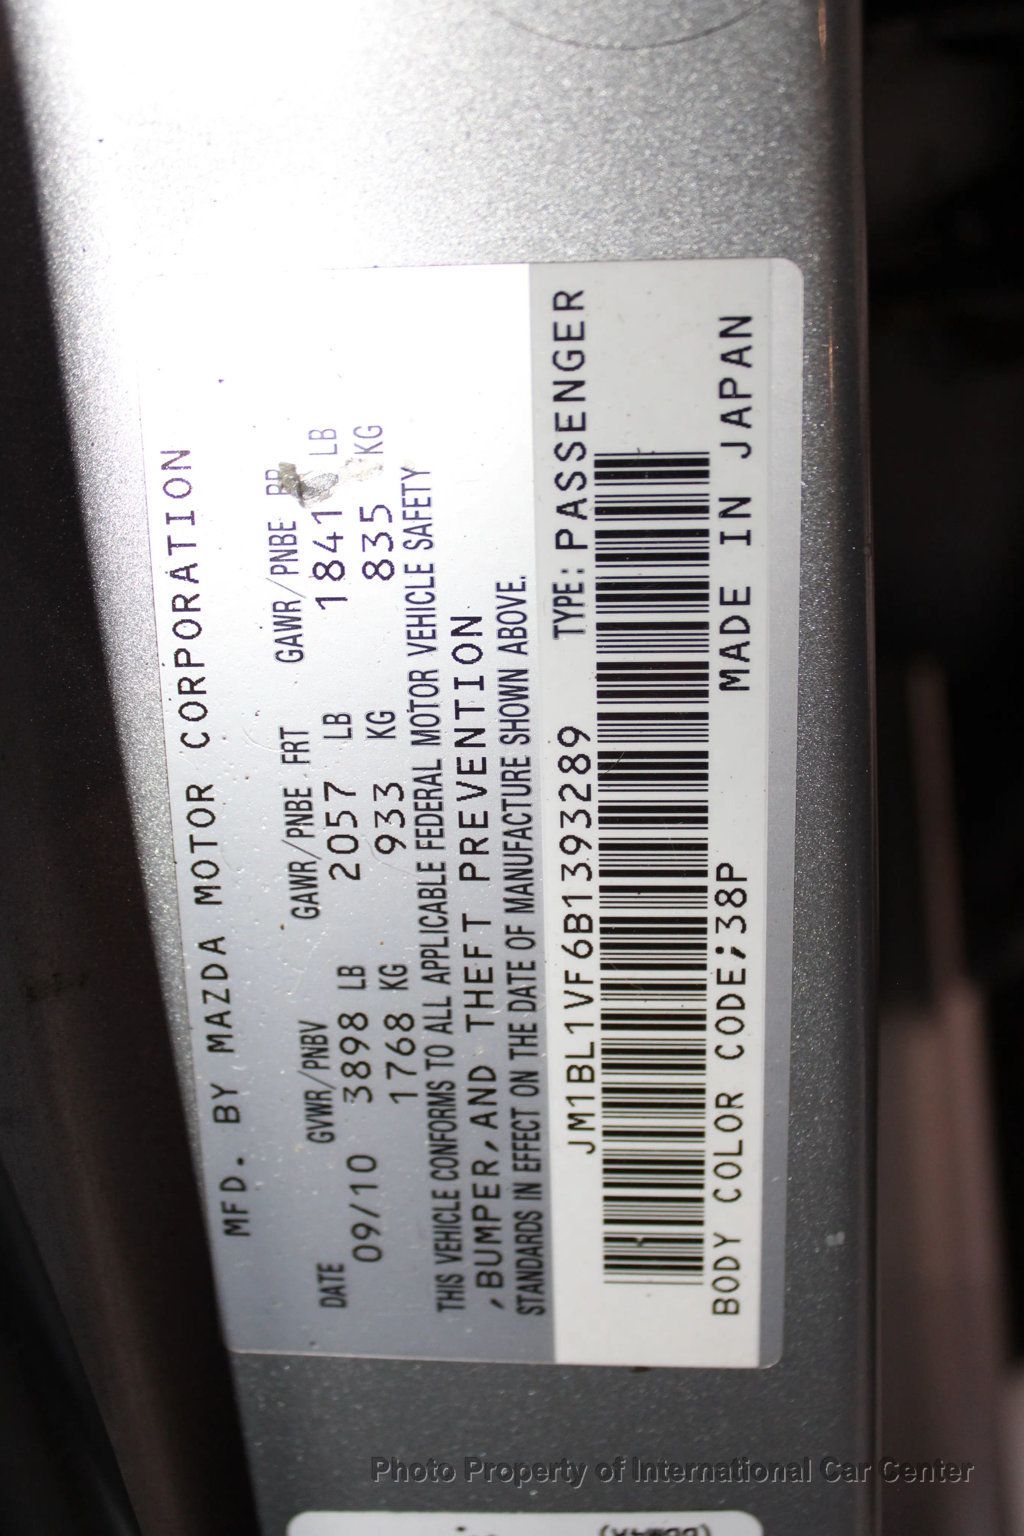 MFD. BY MAZDA MOTOR CORPORATION
DATE GVWR/PNBV GAWR/PNBE FRT GAWR/PNBE RR
09/10 3898 LB 2057 LB 1841 LB
1768 KG 933 KG 835 KG
THIS VEHICLE CONFORMS TO ALL APPLICABLE FEDERAL MOTOR VEHICLE SAFETY
,BUMPER,AND THEFT PREVENTION
STANDARDS IN EFFECT ON THE DATE OF MANUFACTURE SHOWN ABOVE.
JM1BL1VF6B1393289 TYPE: PASSENGER
BODY COLOR CODE;38P MADE IN JAPAN
Photo Property of International Car Center